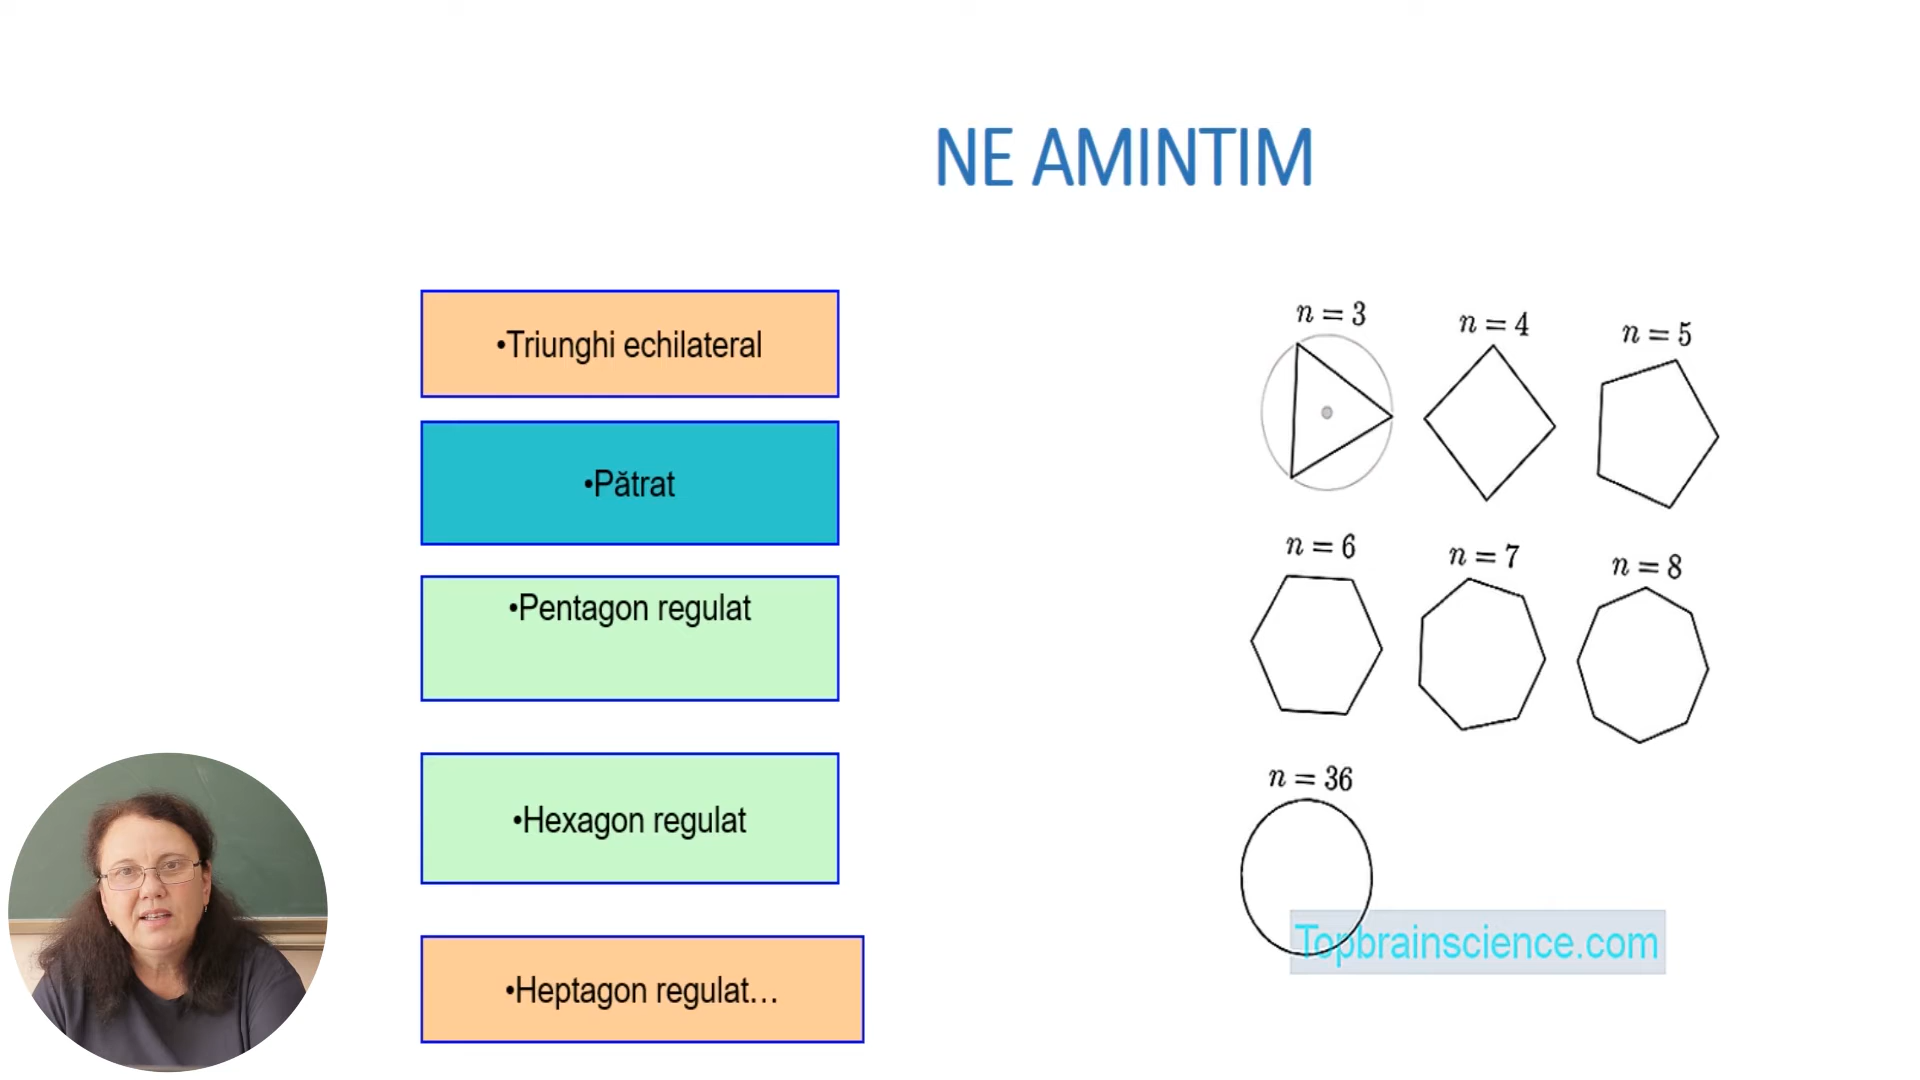 NE AMINTIM
•Triunghi echilateral
•Pătrat
•Pentagon regulat
•Hexagon regulat
•Heptagon regulat…
n = 3
n = 4
n = 5
n = 6
n = 7
n = 8
n = 36
Topbrainscience.com